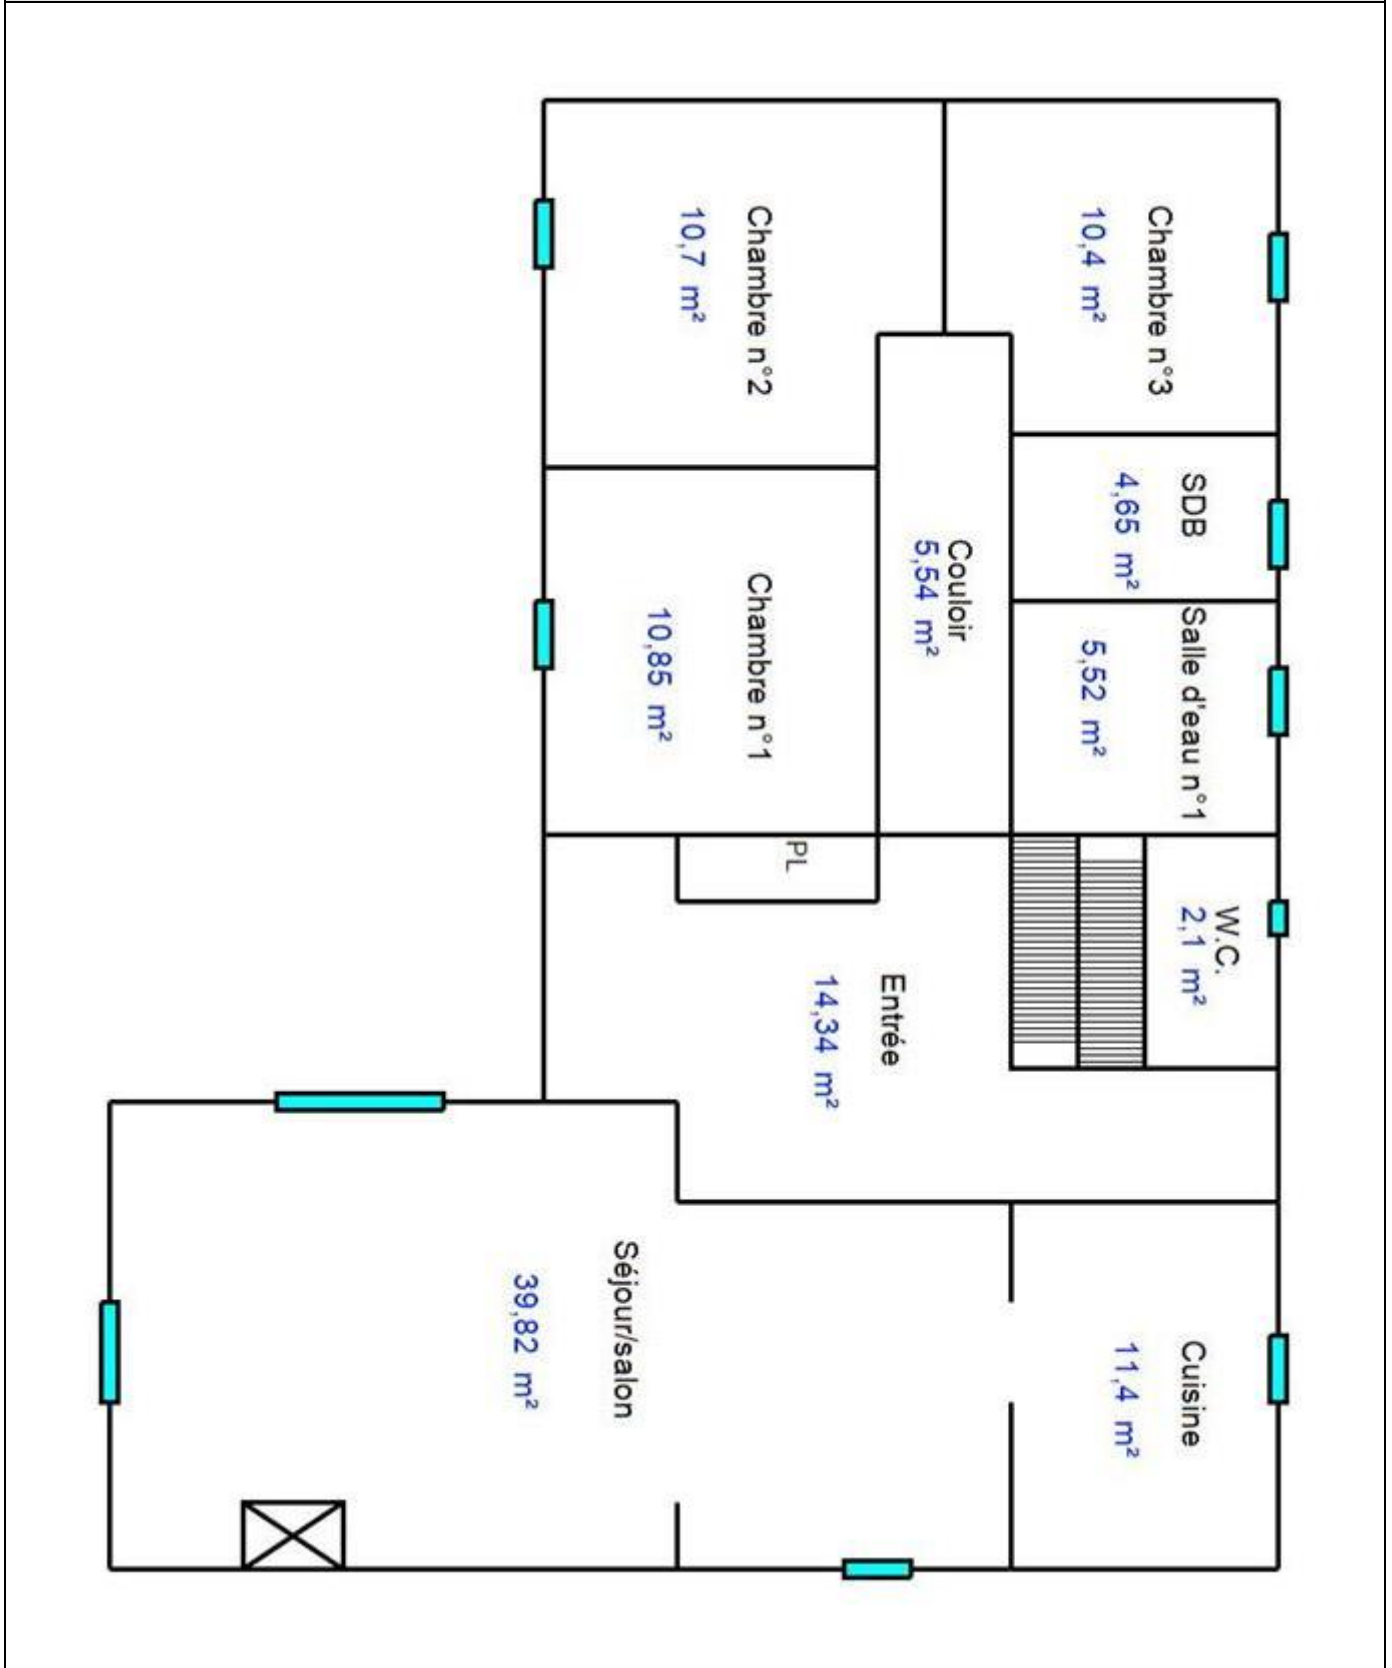 Chambre n°3
10,4 m²
SDB
4,65 m²
Salle d'eau n°1
5,52 m²
W.C.
2,1 m²
Cuisine
11,4 m²
Couloir
5,54 m²
Entrée
14,34 m²
PL
Chambre n°2
10,7 m²
Chambre n°1
10,85 m²
Séjour/salon
39,82 m²